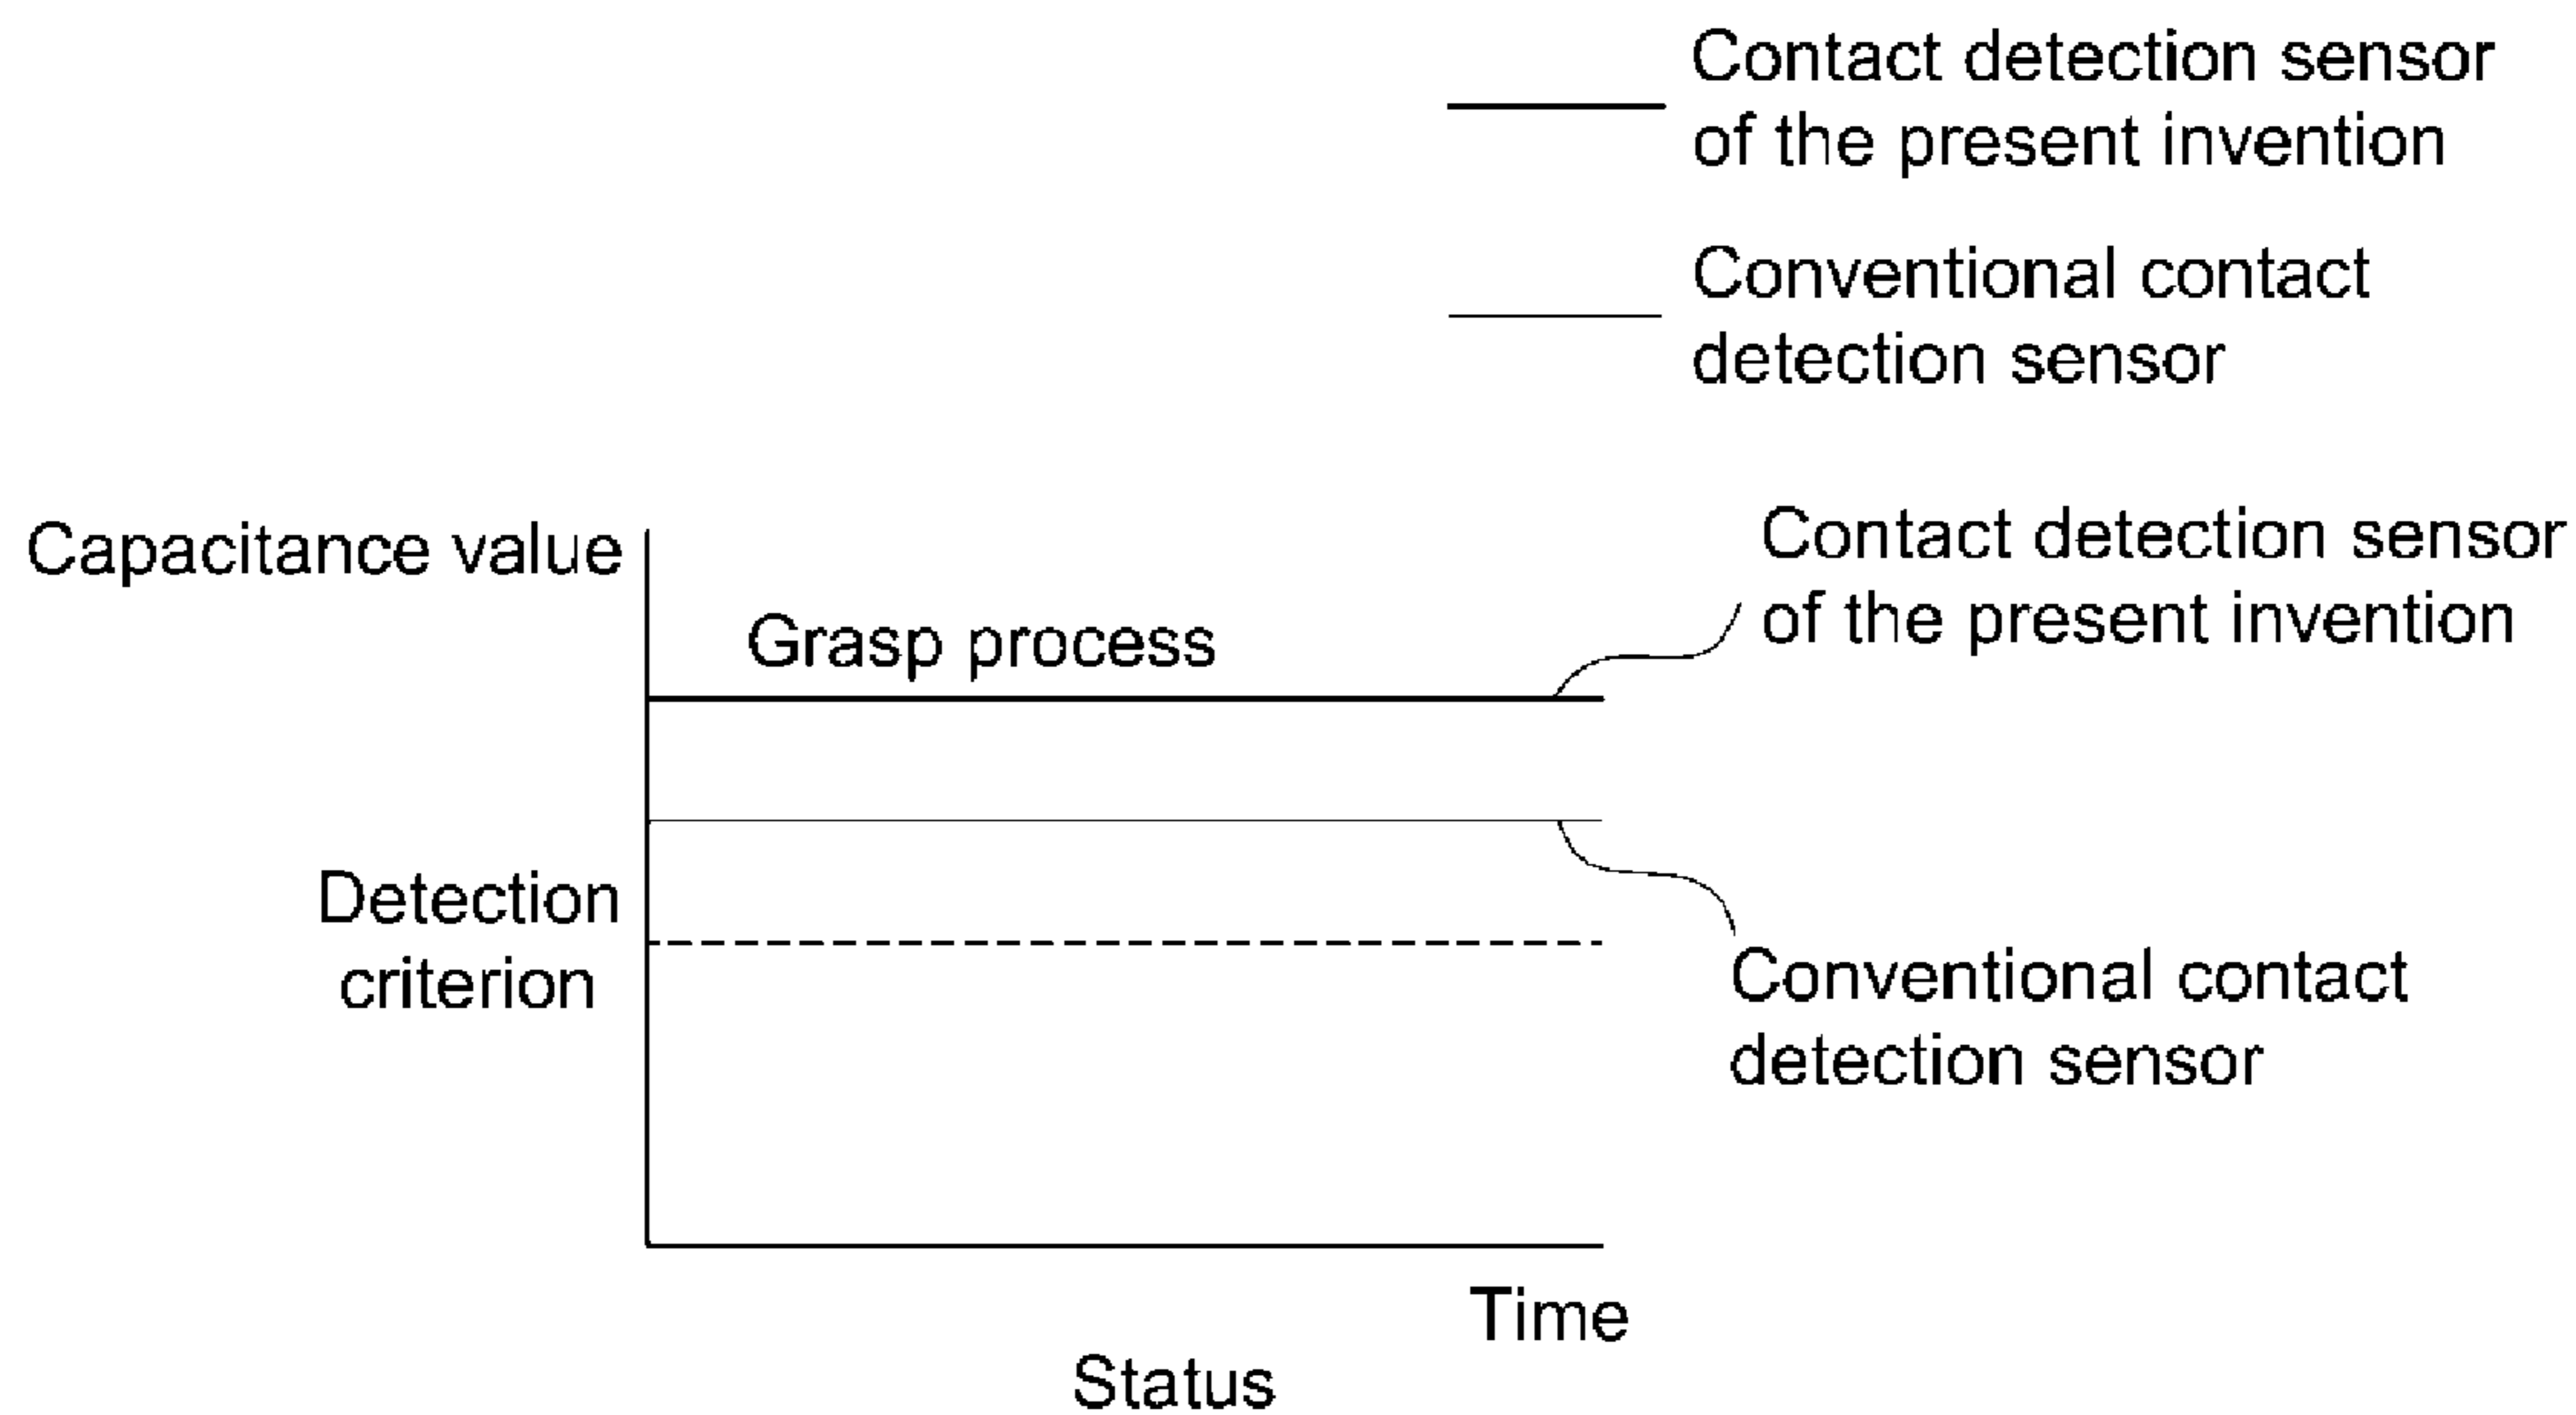 Contact detection sensor
of the present invention
Conventional contact
detection sensor
Capacitance value
Contact detection sensor
of the present invention
Grasp process
Detection
criterion
Conventional contact
detection sensor
Time
Status